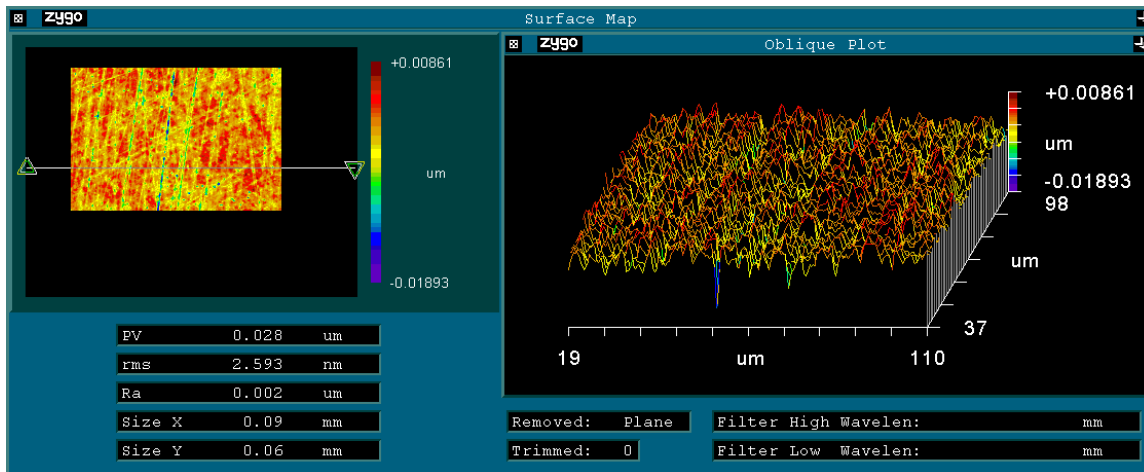 zygo Surface Map
+0.00861
um
-0.01893
zygo Oblique Plot
+0.00861
um
-0.01893
98
um
37
19 um 110
PV 0.028 um
rms 2.593 nm
Ra 0.002 um
Size X 0.09 mm
Size Y 0.06 mm
Removed: Plane
Trimmed: 0
Filter High Wavelen: mm
Filter Low Wavelen: mm